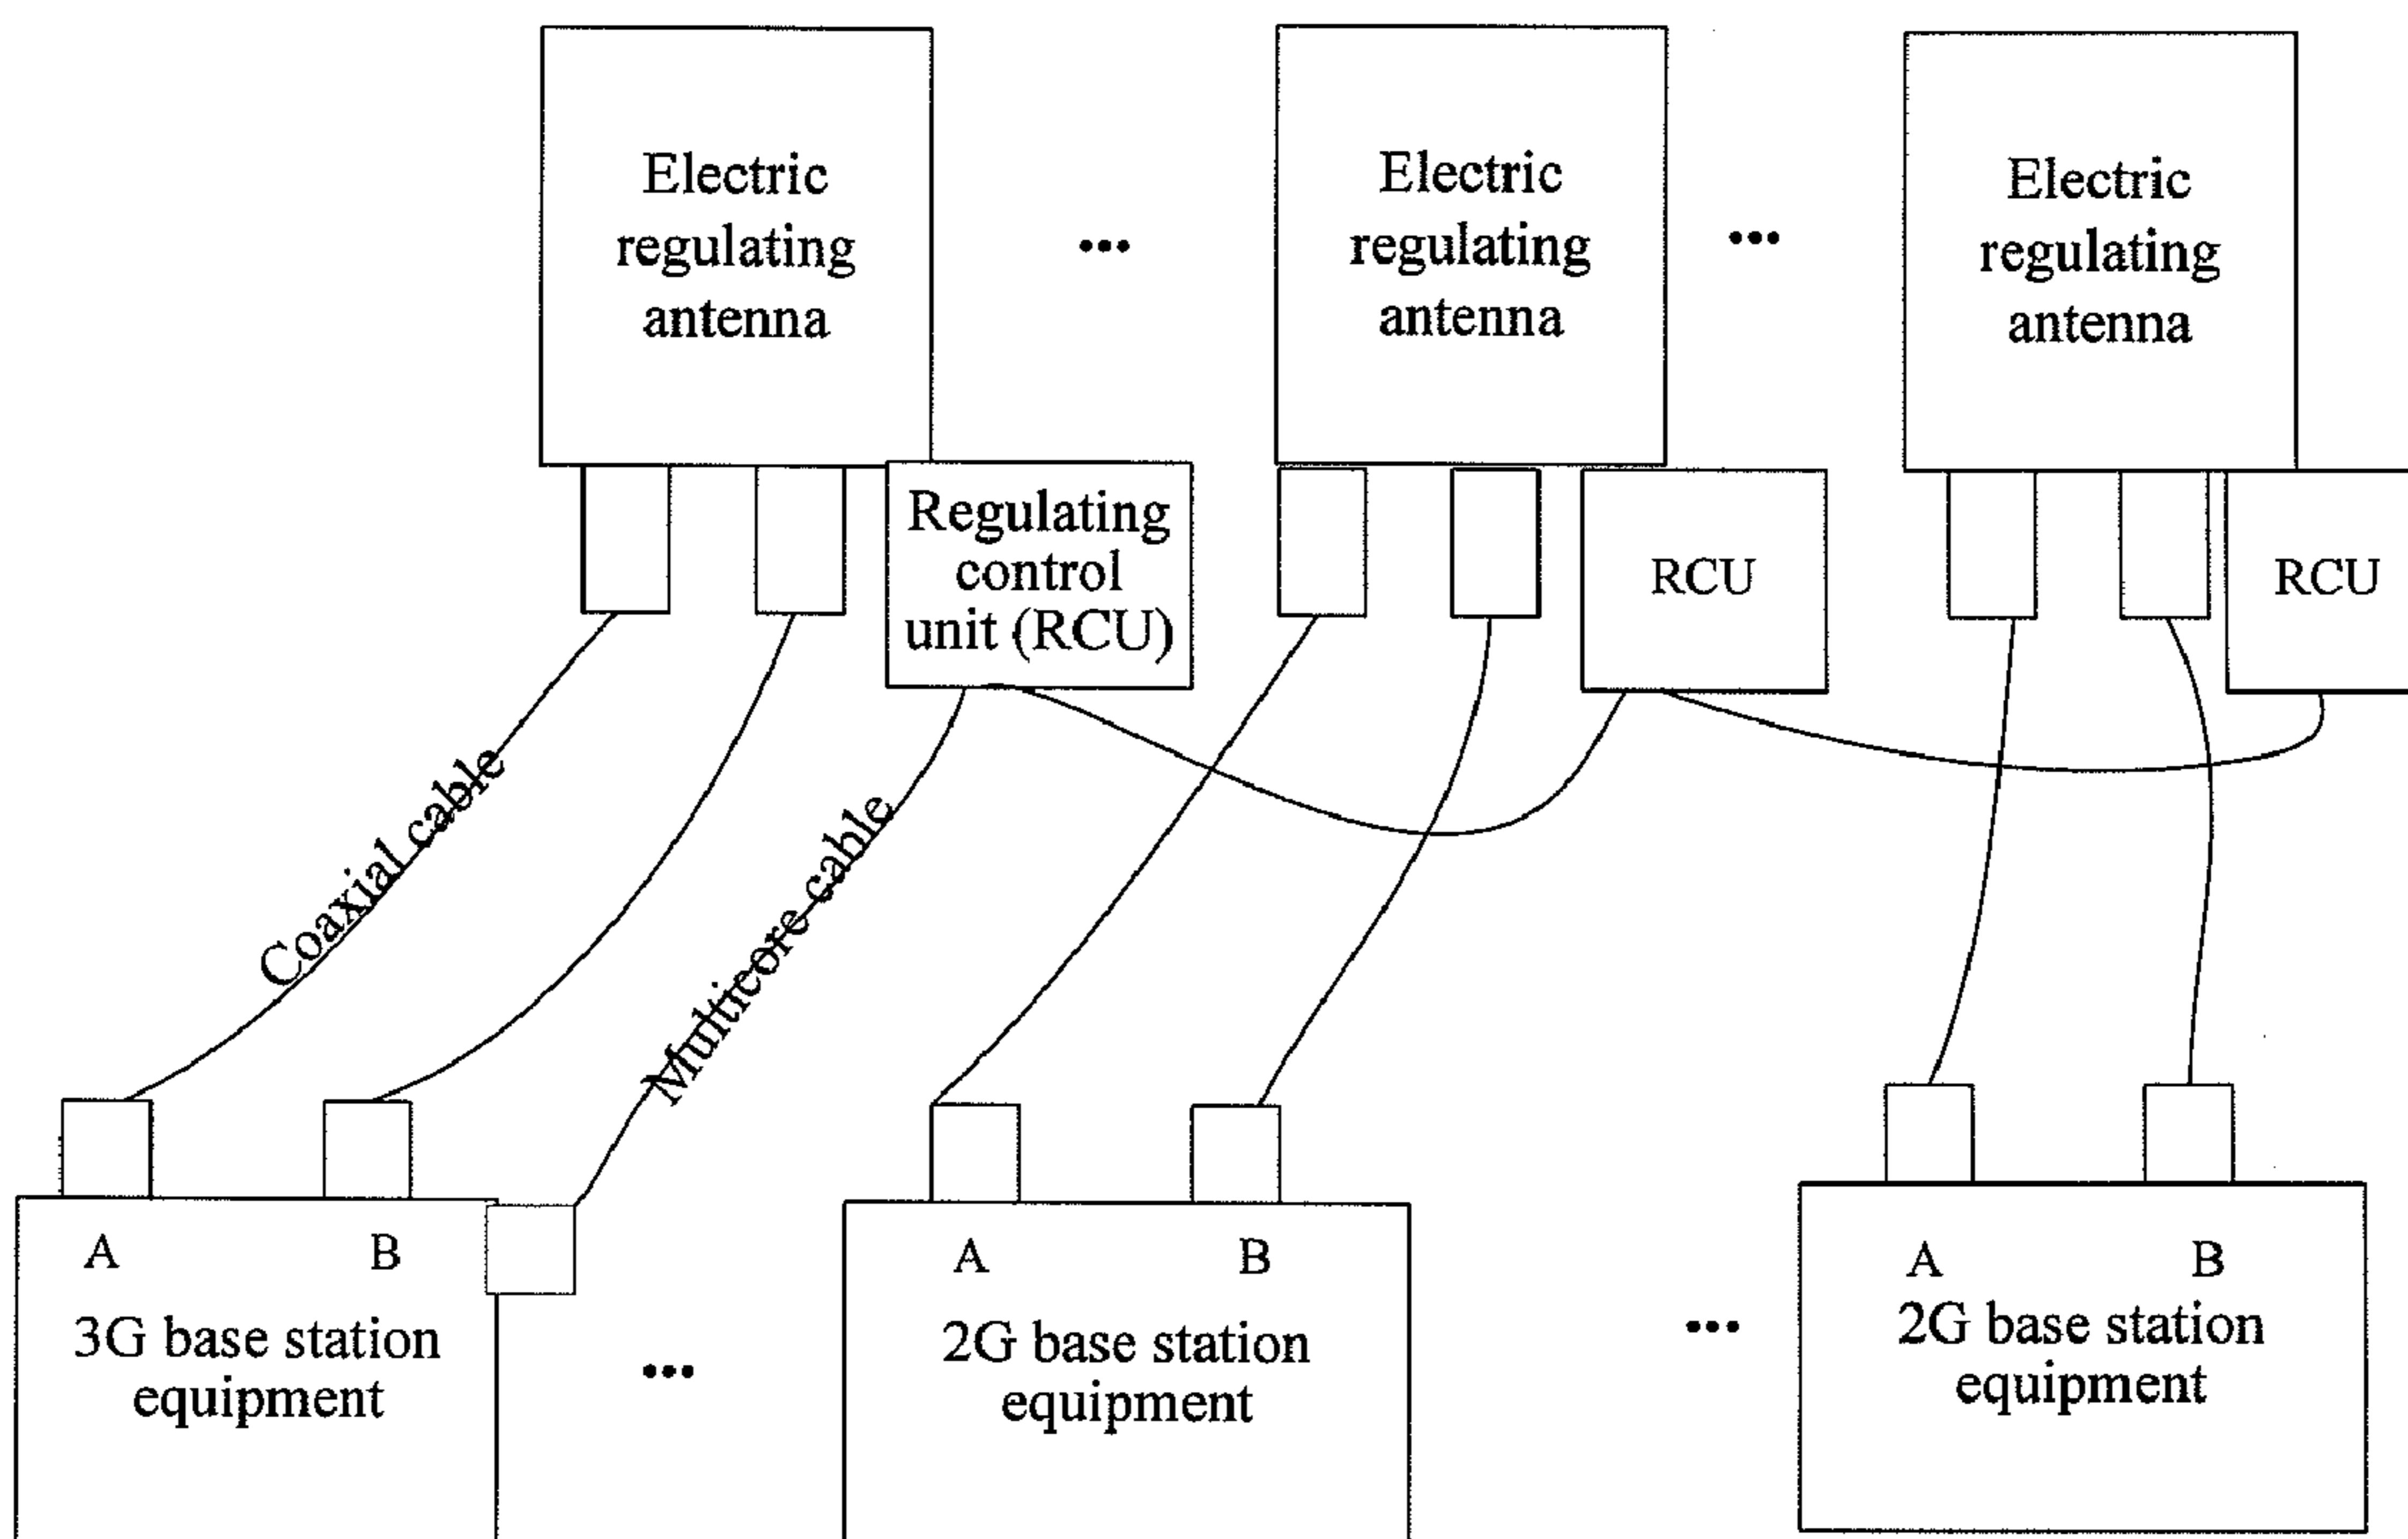 Electric
regulating
antenna
...
Electric
regulating
antenna
...
Electric
regulating
antenna
Regulating
control
unit (RCU)
RCU
RCU
Coaxial cable
Multicore cable
A
B
3G base station
equipment
...
A
B
2G base station
equipment
...
A
B
2G base station
equipment